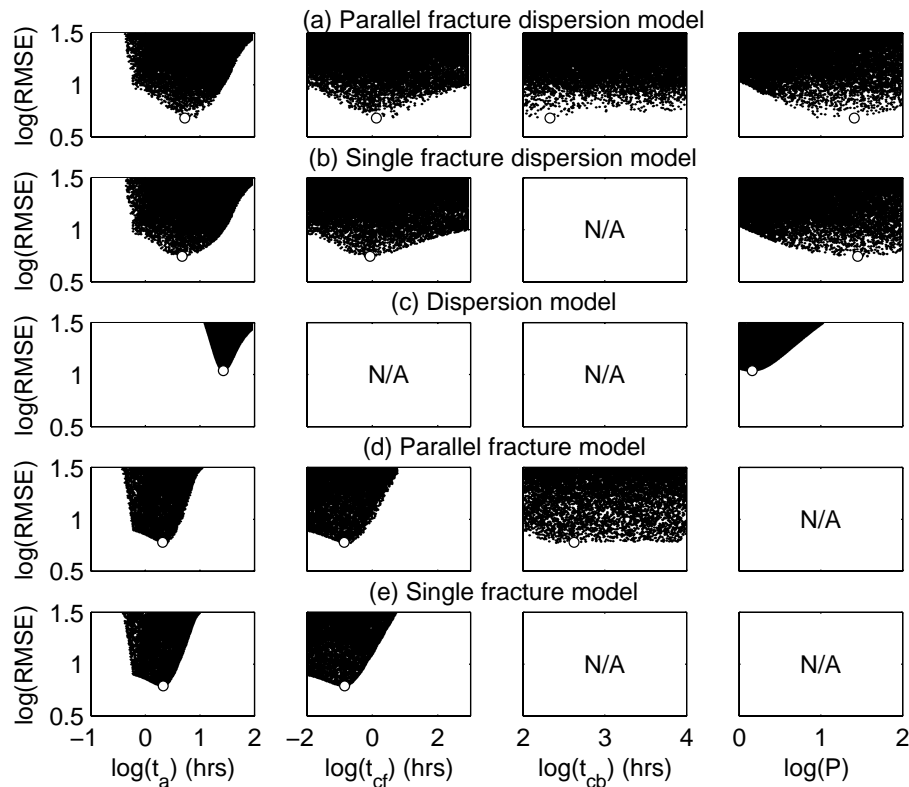 (a) Parallel fracture dispersion model
log(RMSE)
1.5
1
0.5
(b) Single fracture dispersion model
log(RMSE)
1.5
1
0.5
N/A
(c) Dispersion model
log(RMSE)
1.5
1
0.5
N/A
N/A
(d) Parallel fracture model
log(RMSE)
1.5
1
0.5
N/A
(e) Single fracture model
log(RMSE)
1.5
1
0.5
N/A
N/A
−1 0 1 2
−2 0 2
2 3 4
0 1 2
log(t_a) (hrs)
log(t_cf) (hrs)
log(t_cb) (hrs)
log(P)